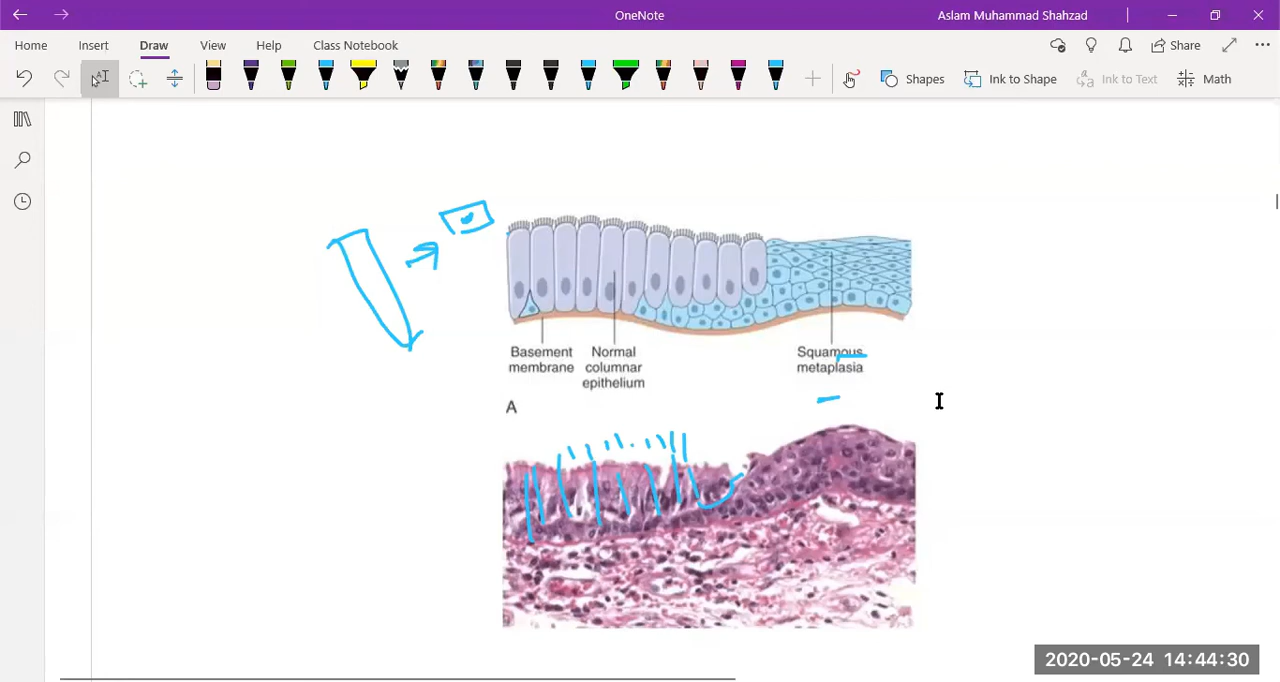 OneNote
Aslam Muhammad Shahzad
Home Insert Draw View Help Class Notebook
Share
Shapes
Ink to Shape
Ink to Text
Math
Basement
membrane
Normal
columnar
epithelium
Squamous
metaplasia
A
2020-05-24 14:44:30